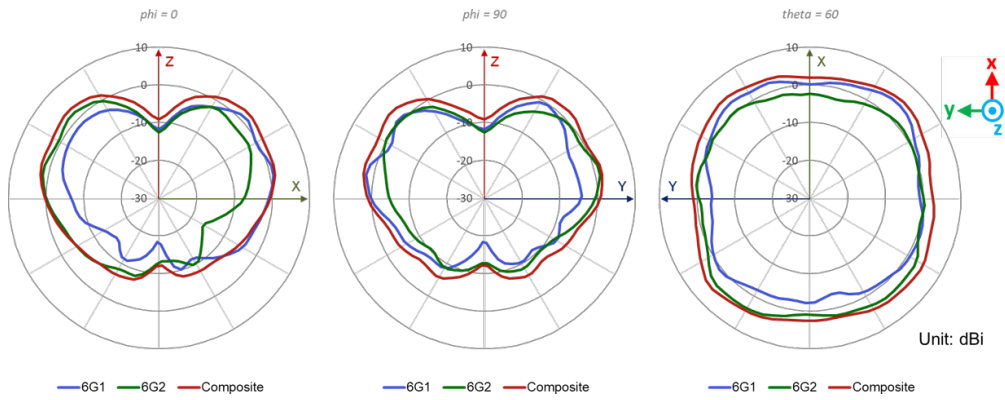 phi = 0
10
Z
0
-10
-20
-30
X
6G1 6G2 Composite
phi = 90
10
Z
0
-10
-20
-30
Y
6G1 6G2 Composite
theta = 60
10
X
0
-10
-20
-30
Y
6G1 6G2 Composite
x
y
z
Unit: dBi